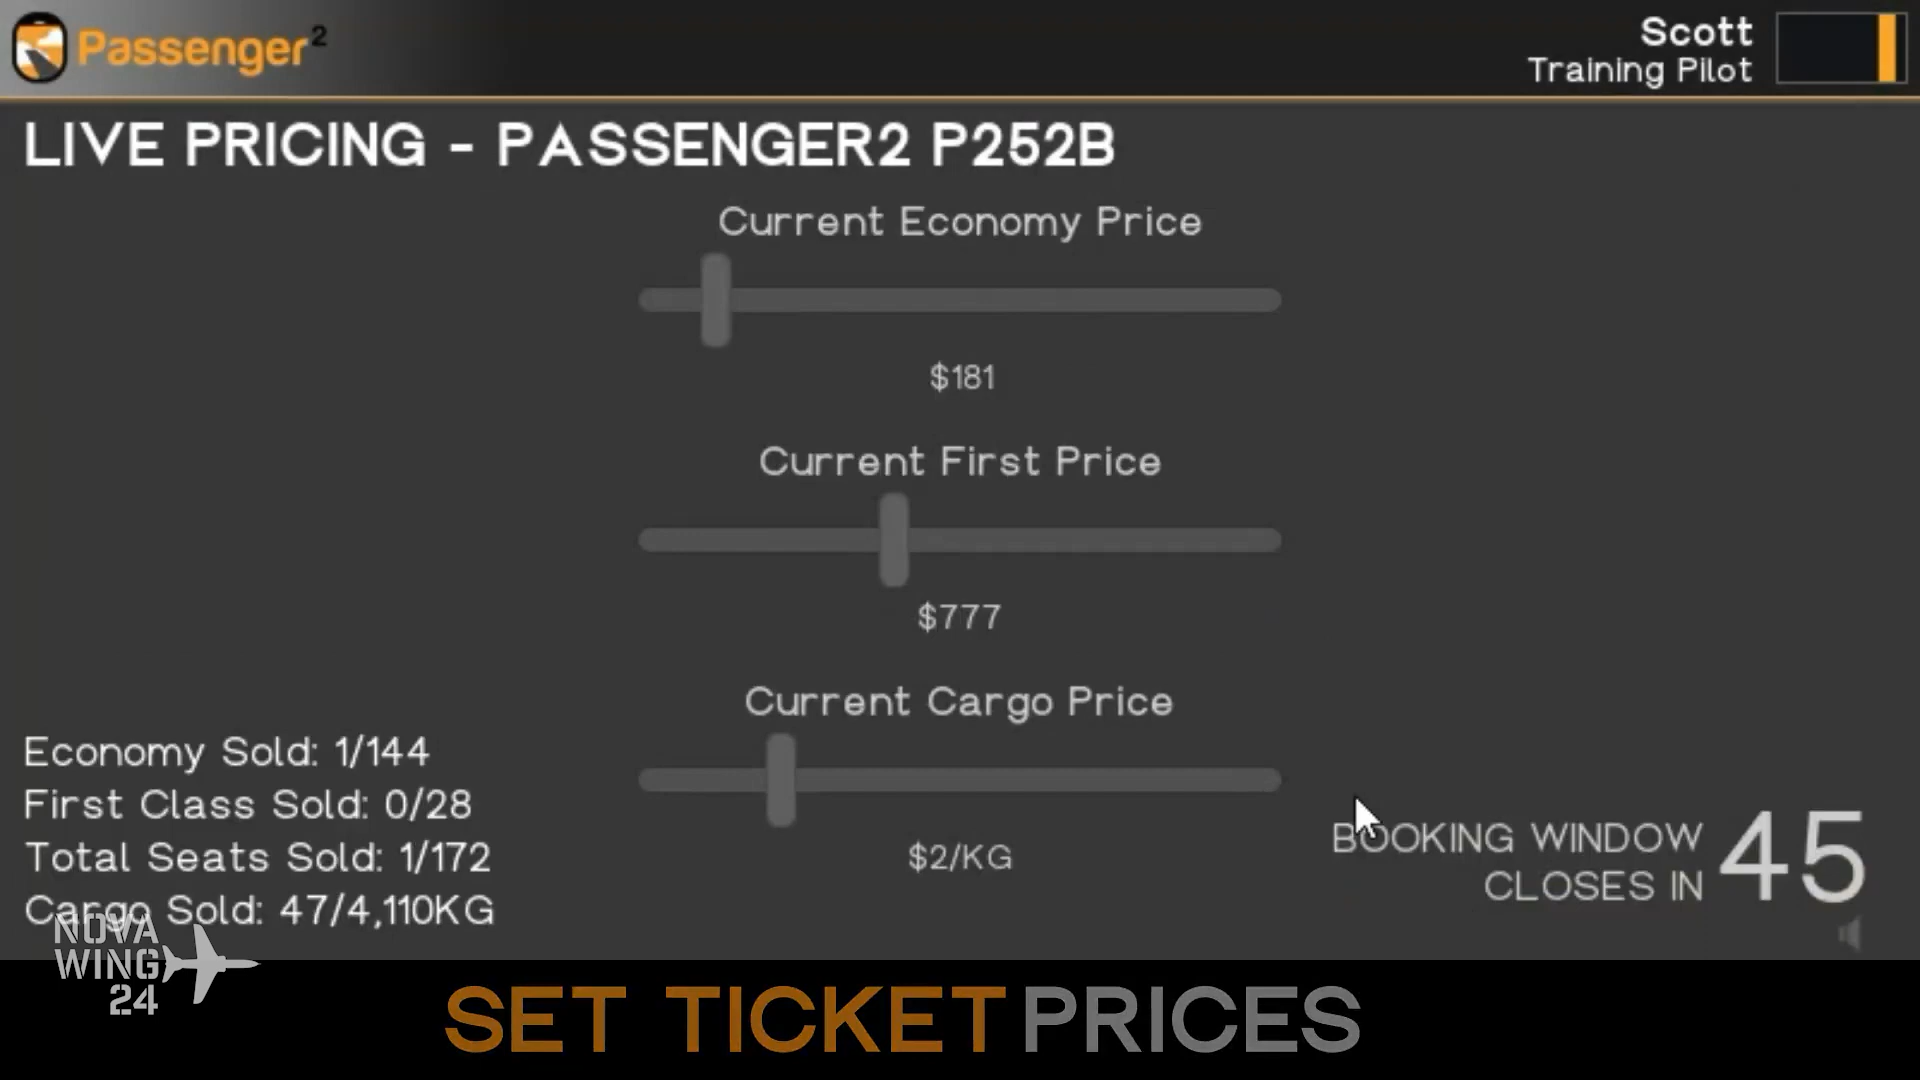 Passenger²
Scott
Training Pilot
LIVE PRICING - PASSENGER2 P252B
Current Economy Price
$181
Current First Price
$777
Current Cargo Price
$2/KG
Economy Sold: 1/144
First Class Sold: 0/28
Total Seats Sold: 1/172
Cargo Sold: 47/4,110KG
BOOKING WINDOW
CLOSES IN
45
NOVA
WING
24
SET TICKET PRICES